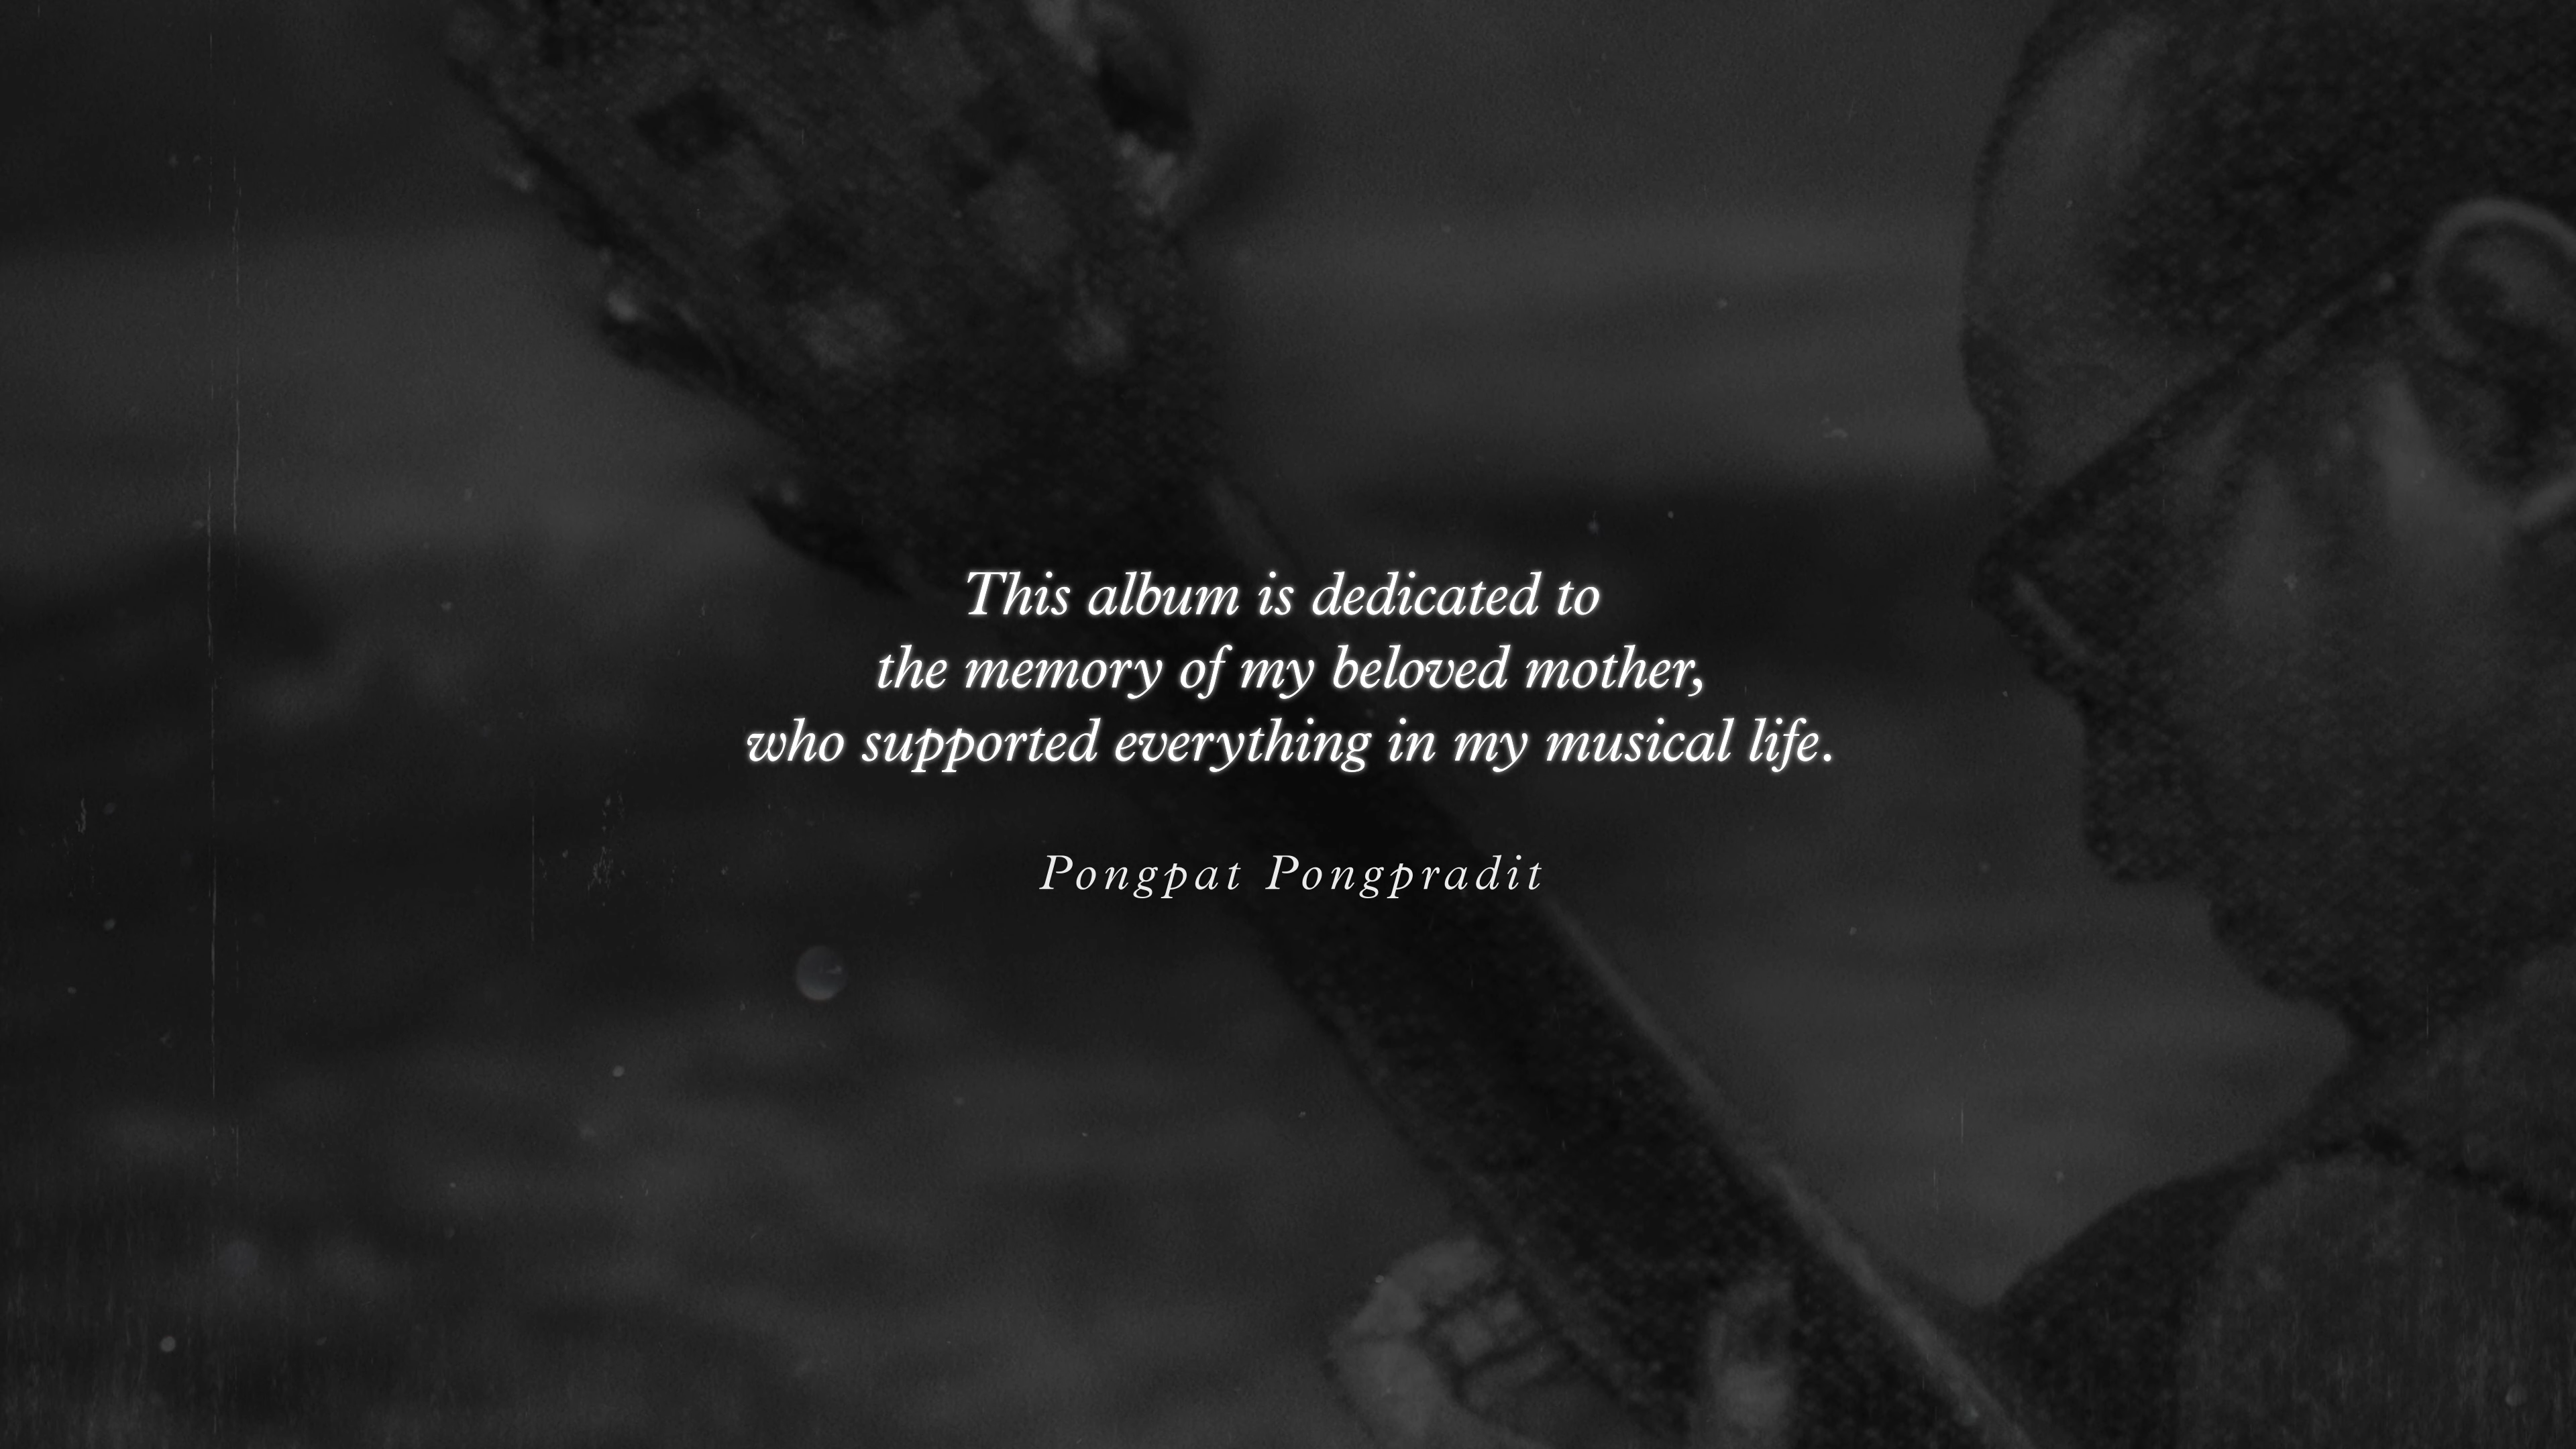 This album is dedicated to
the memory of my beloved mother,
who supported everything in my musical life.
Pongpat Pongpradit